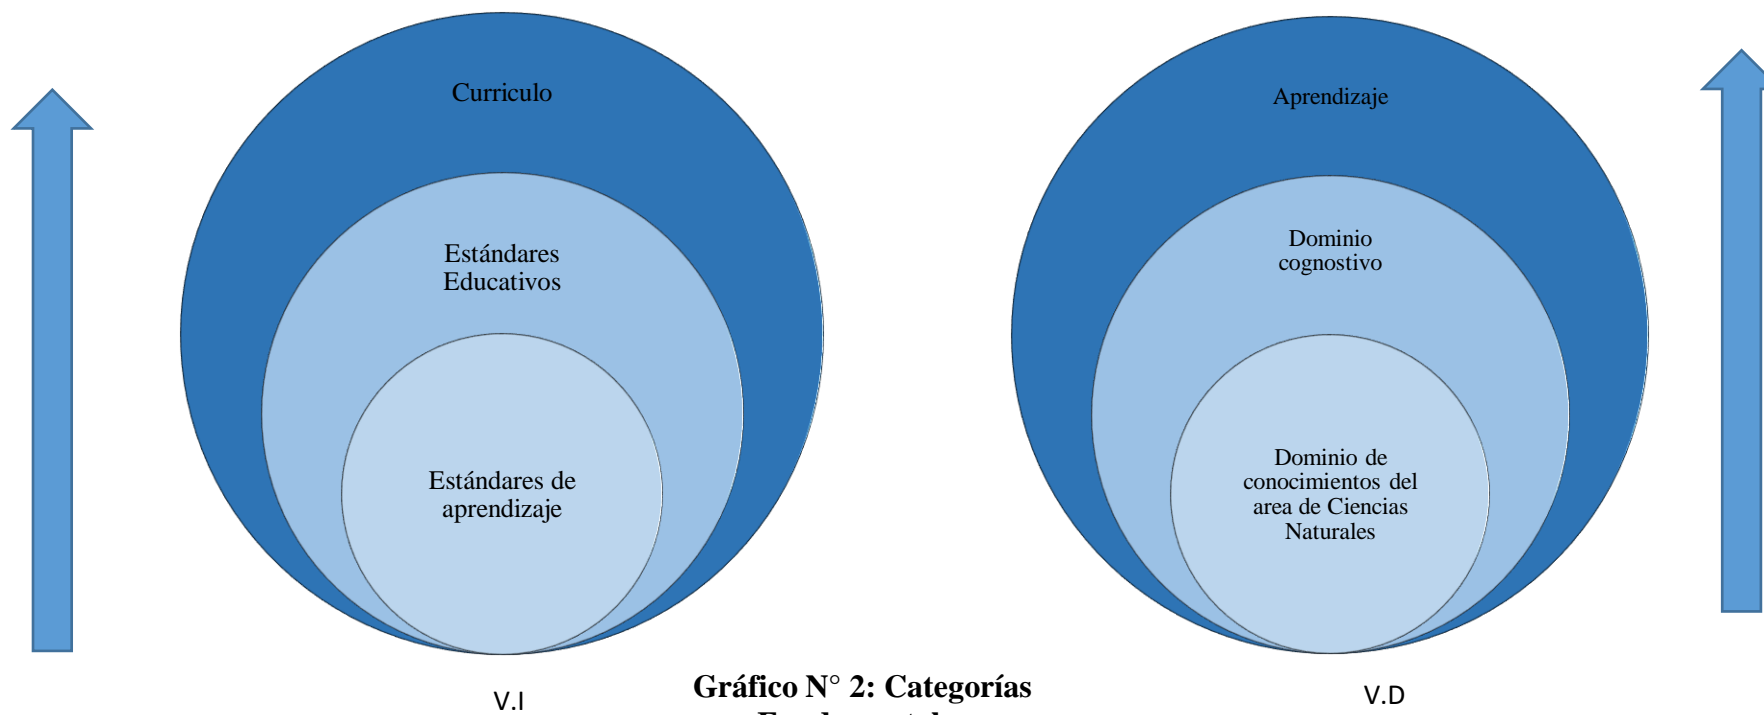 Curriculo
Estándares
Educativos
Estándares de
aprendizaje
V.I
Aprendizaje
Dominio
cognostivo
Dominio de
conocimientos del
area de Ciencias
Naturales
V.D
Gráfico N° 2: Categorías